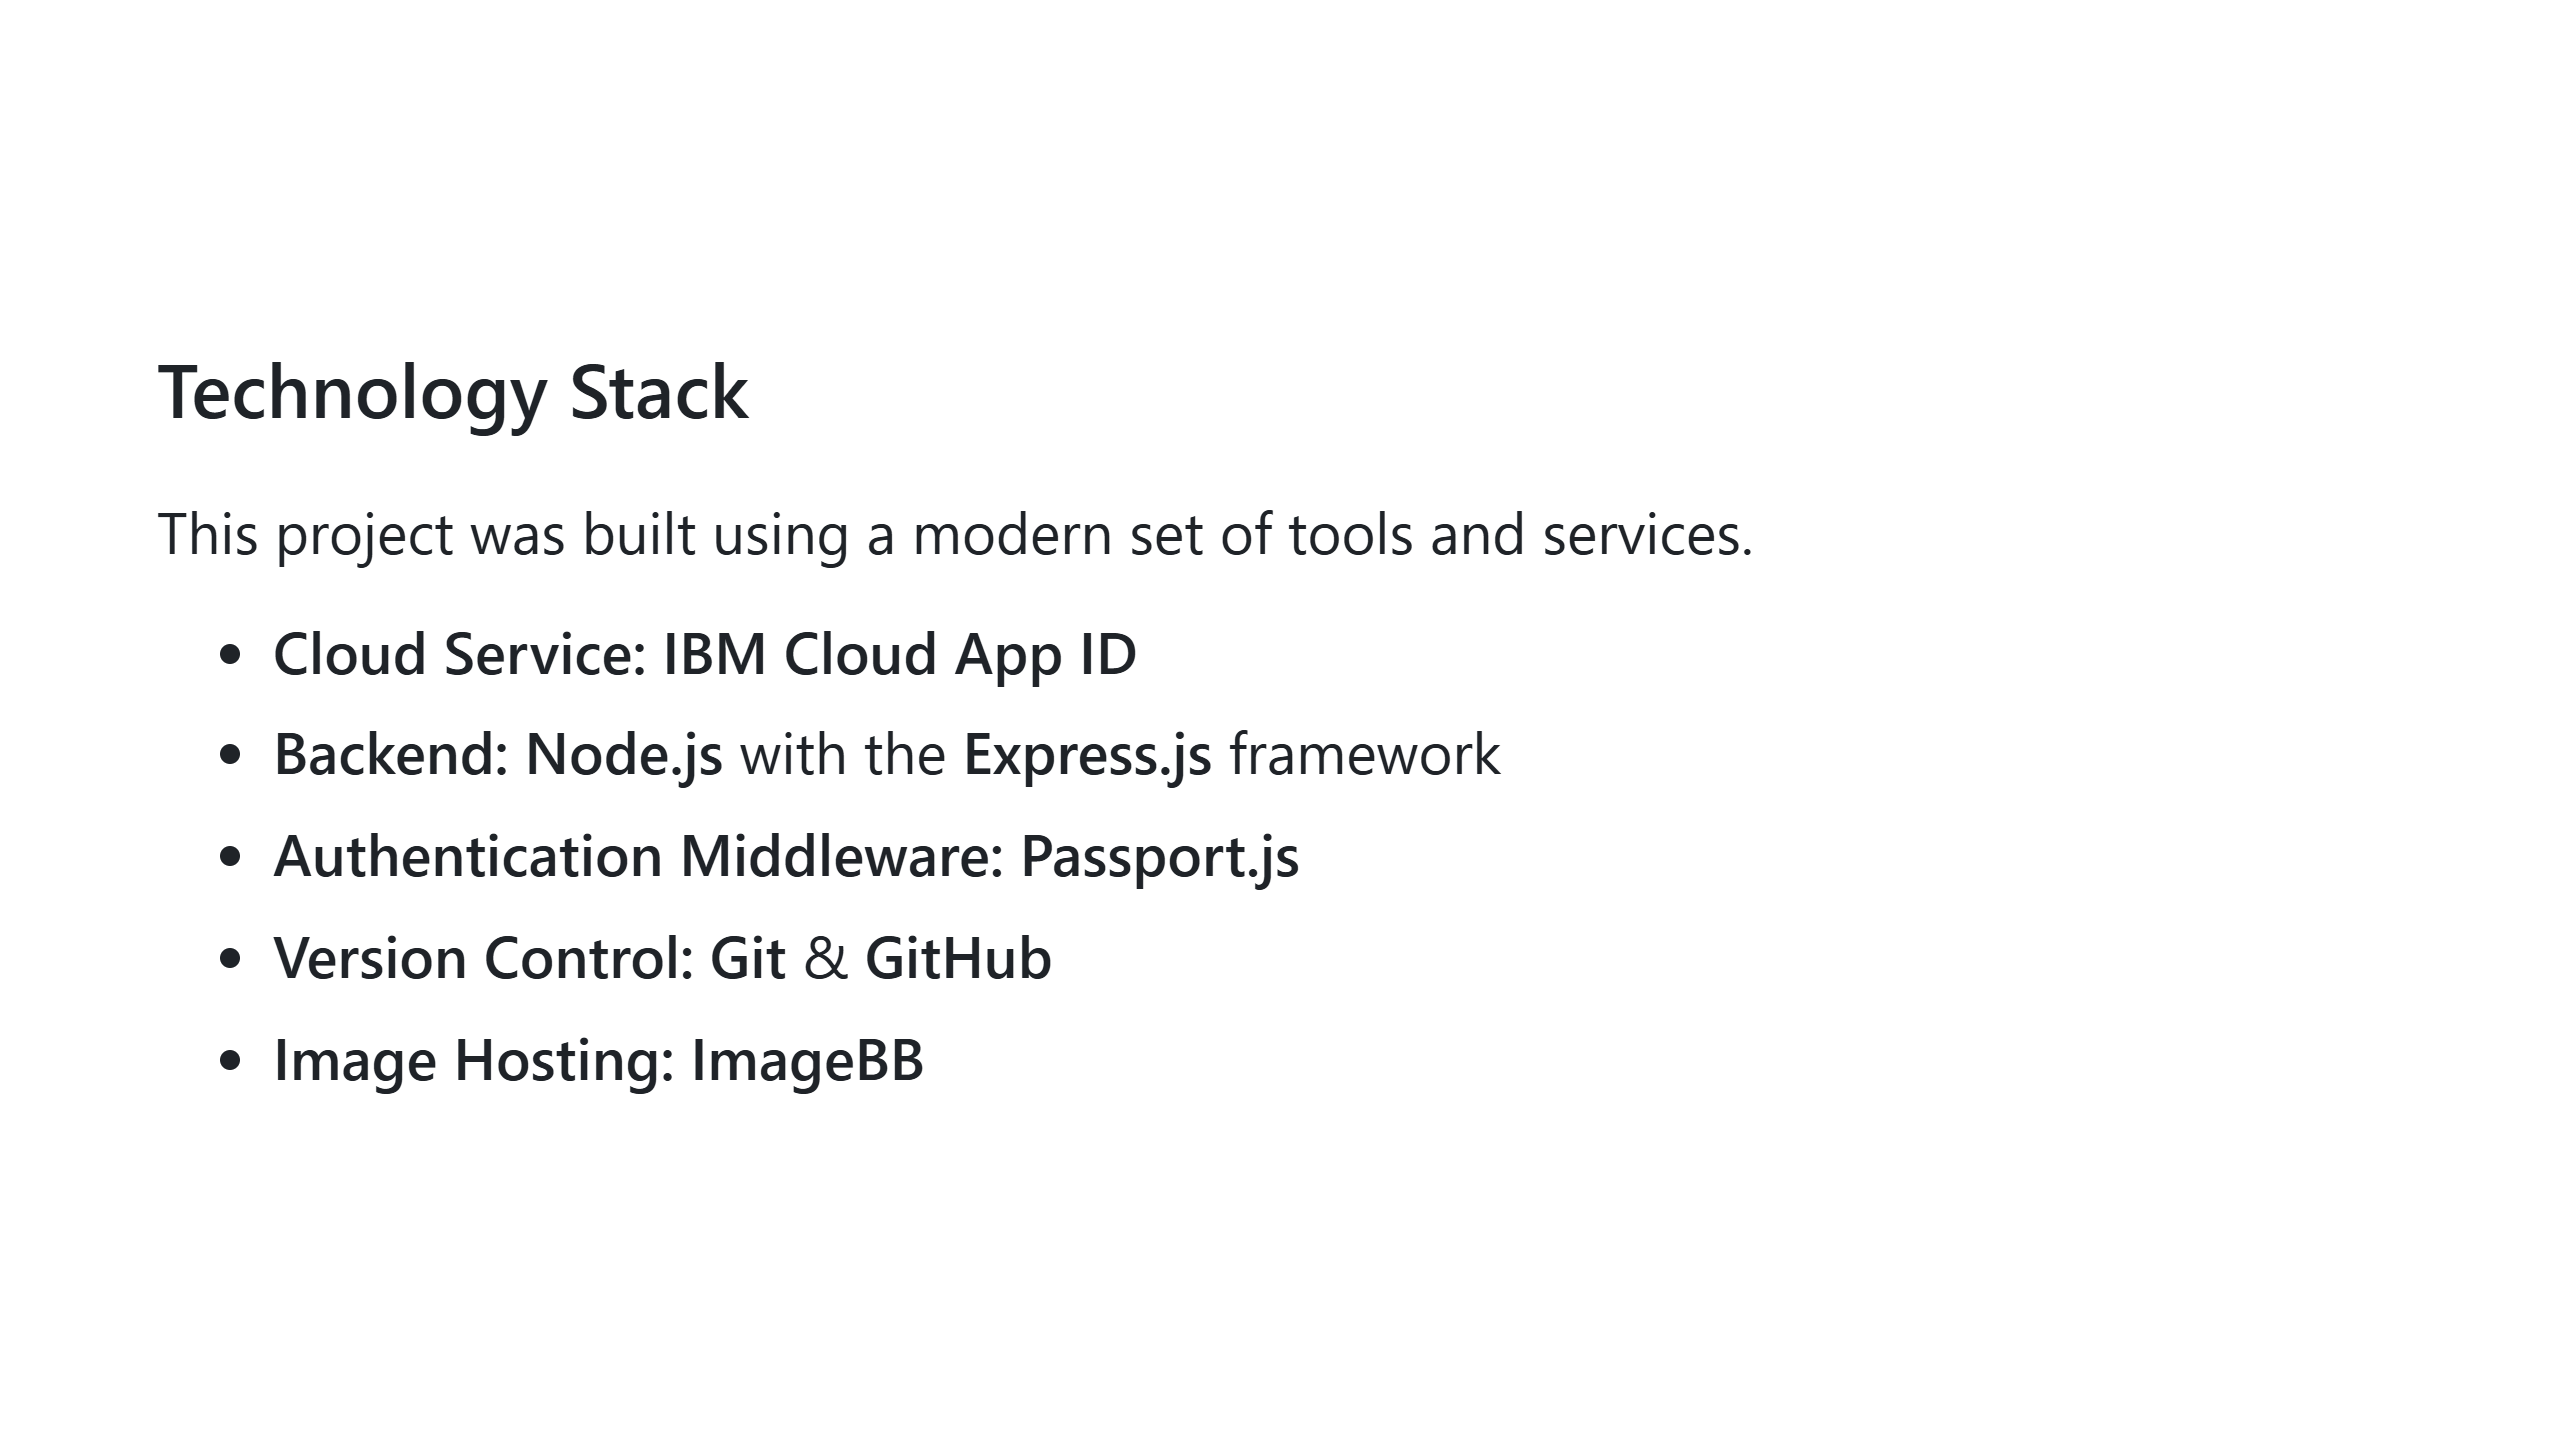 Technology Stack
This project was built using a modern set of tools and services.
• Cloud Service: IBM Cloud App ID
• Backend: Node.js with the Express.js framework
• Authentication Middleware: Passport.js
• Version Control: Git & GitHub
• Image Hosting: ImageBB